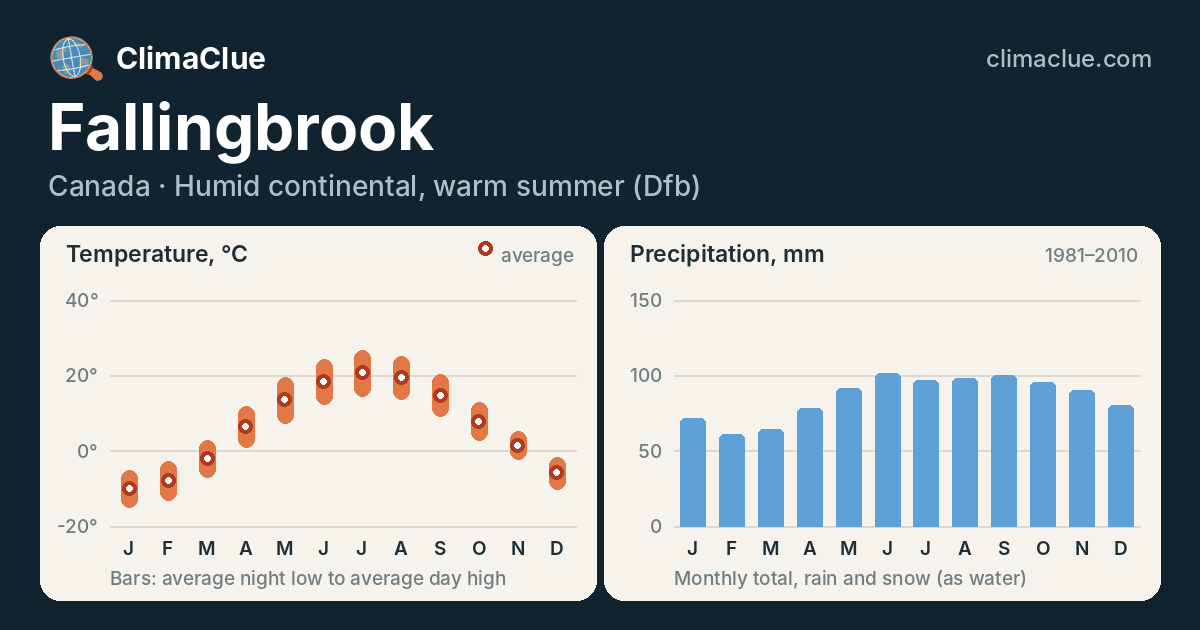 ClimaClue
climaclue.com
Fallingbrook
Canada · Humid continental, warm summer (Dfb)
Temperature, °C
average
40°
20°
0°
-20°
J F M A M J J A S O N D
Bars: average night low to average day high
Precipitation, mm
1981–2010
150
100
50
0
J F M A M J J A S O N D
Monthly total, rain and snow (as water)